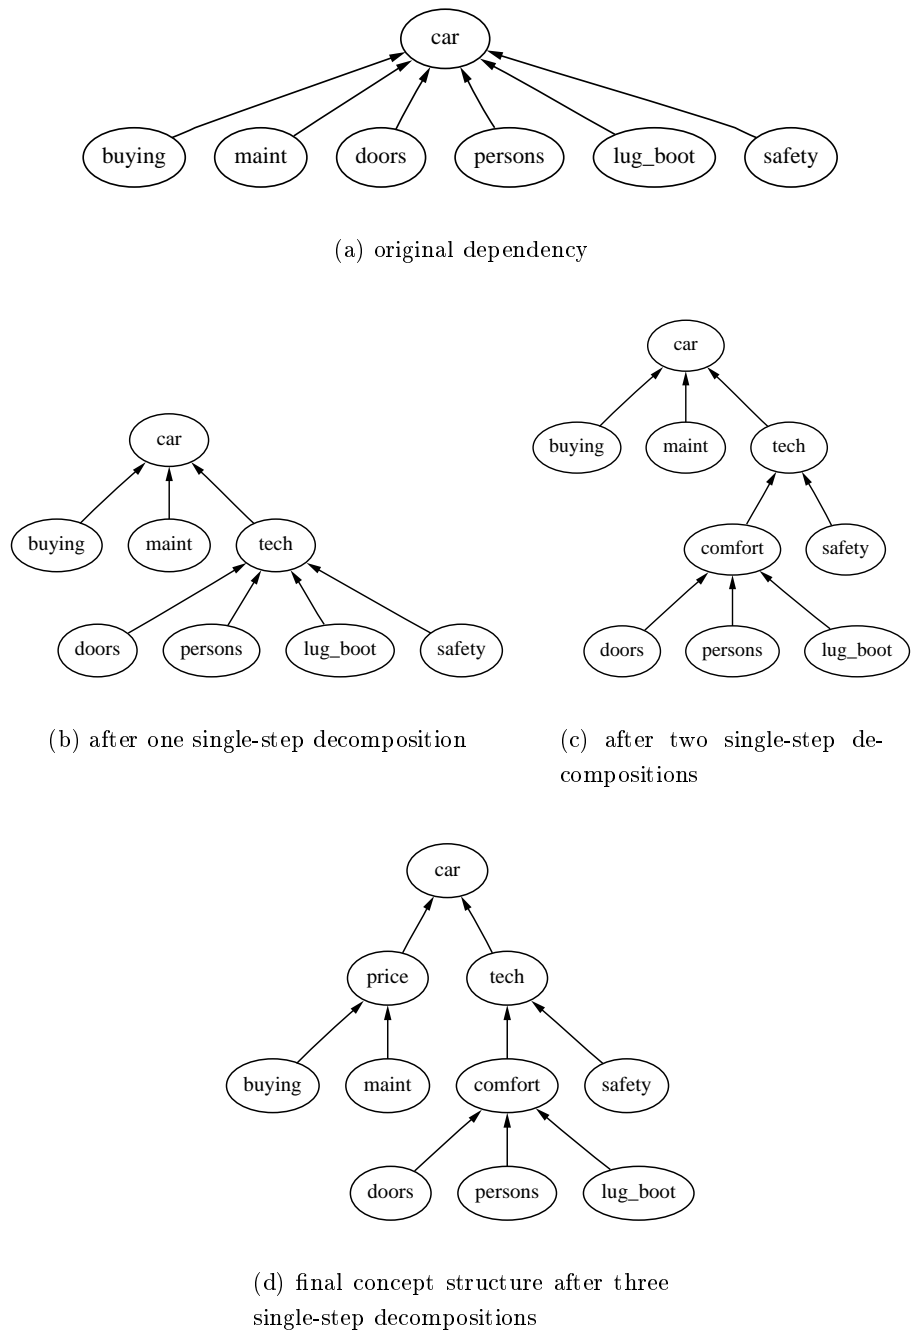 car
buying maint doors persons lug_boot safety
(a) original dependency
car
buying maint tech
doors persons lug_boot safety
(b) after one single-step decomposition
car
buying maint tech
comfort safety
doors persons lug_boot
(c) after two single-step de-
compositions
car
price tech
buying maint comfort safety
doors persons lug_boot
(d) final concept structure after three
single-step decompositions